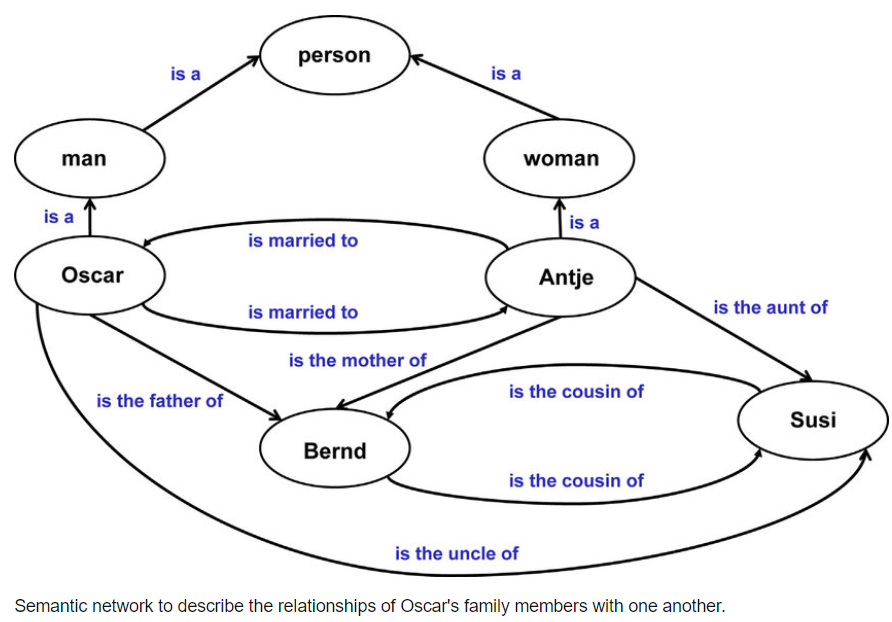 person
is a
is a
man
woman
is a
is a
is married to
Oscar
Antje
is the aunt of
is married to
is the mother of
is the cousin of
is the father of
Susi
Bernd
is the cousin of
is the uncle of
Semantic network to describe the relationships of Oscar's family members with one another.